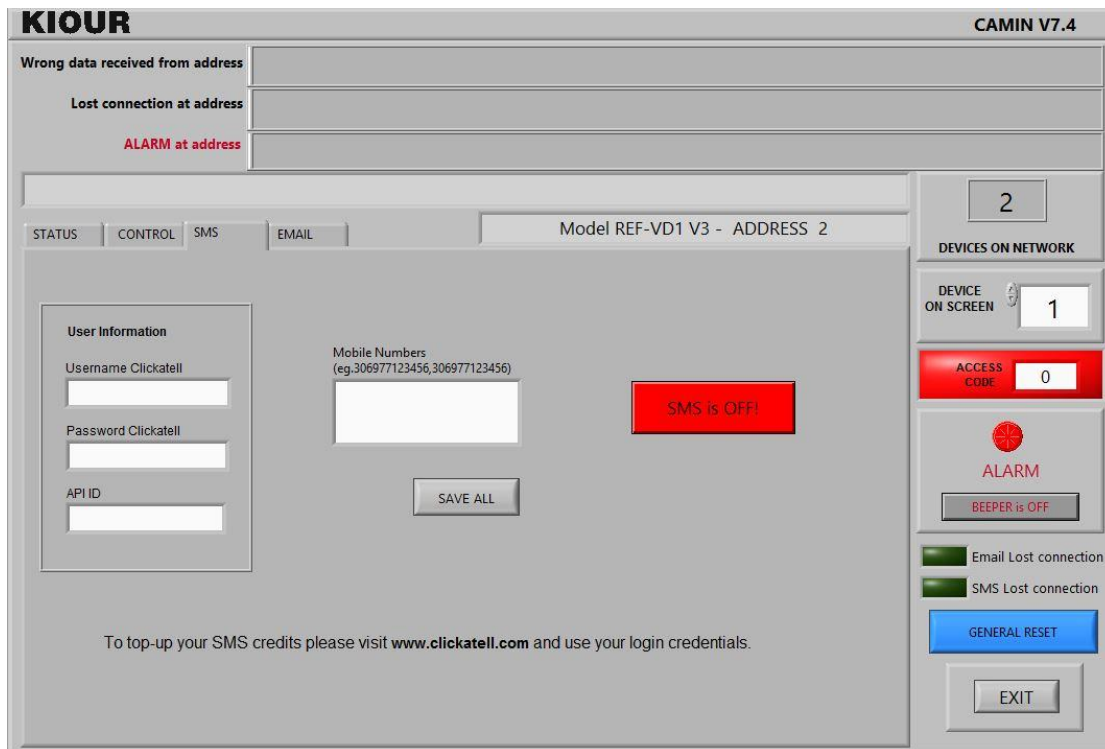 KIOUR
CAMIN V7.4
Wrong data received from address
Lost connection at address
ALARM at address
STATUS
CONTROL
SMS
EMAIL
Model REF-VD1 V3 - ADDRESS 2
2
DEVICES ON NETWORK
DEVICE
ON SCREEN
1
ACCESS
CODE
0
User Information
Username Clickatell
Password Clickatell
API ID
Mobile Numbers
(eg.306977123456,306977123456)
SAVE ALL
SMS is OFF!
To top-up your SMS credits please visit www.clickatell.com and use your login credentials.
ALARM
BEEPER is OFF
Email Lost connection
SMS Lost connection
GENERAL RESET
EXIT